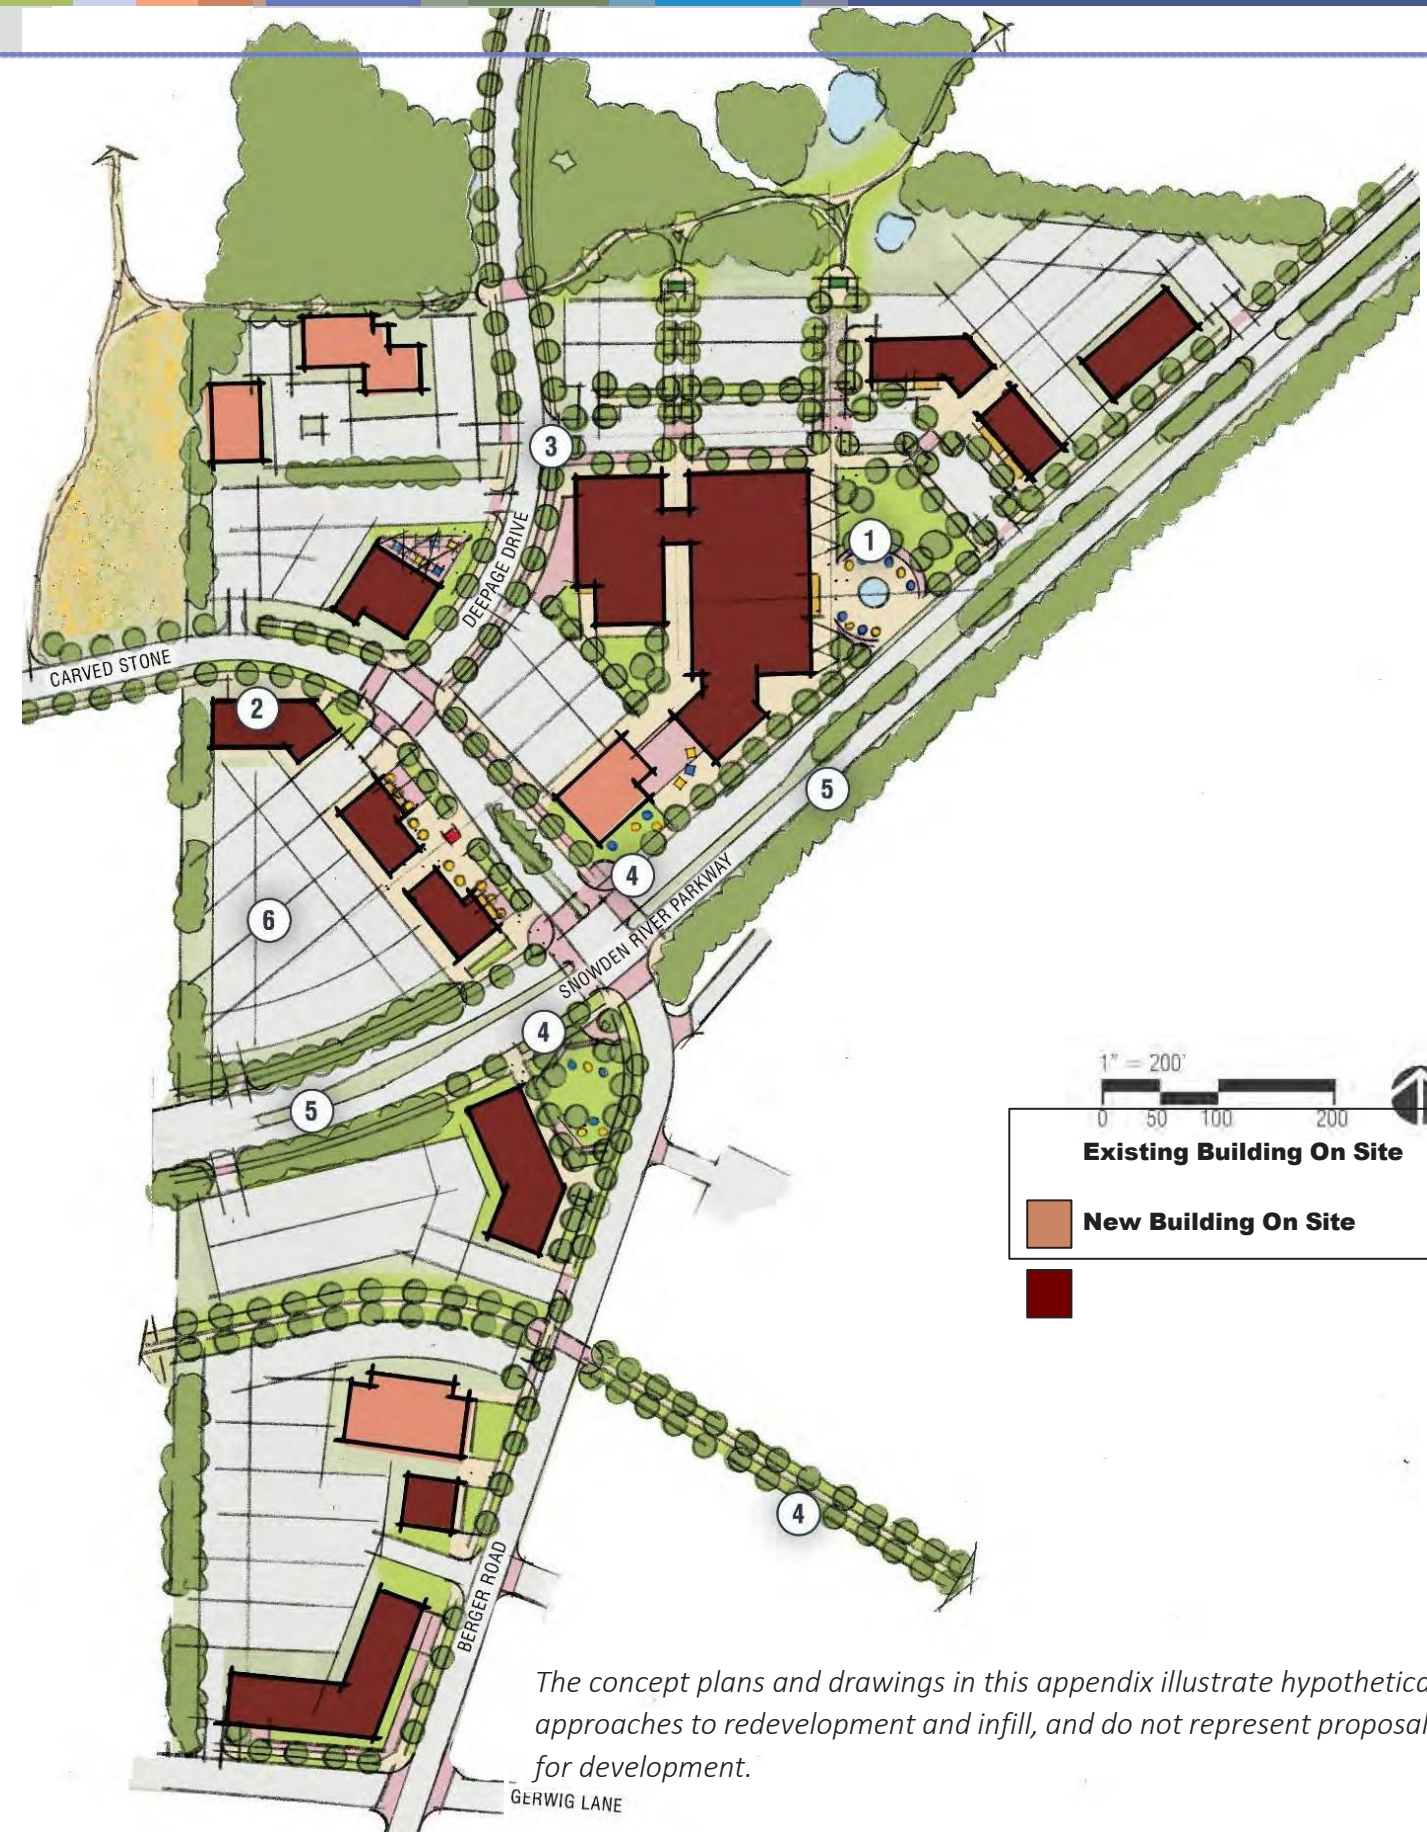 3
DEEPAGE DRIVE
1
CARVED STONE
2
5
4
6
SNOWDEN RIVER PARKWAY
4
5
1" = 200'
0 50 100 200
Existing Building On Site
New Building On Site
4
BERGER ROAD
The concept plans and drawings in this appendix illustrate hypothetica
approaches to redevelopment and infill, and do not represent proposal
for development.
GERWIG LANE